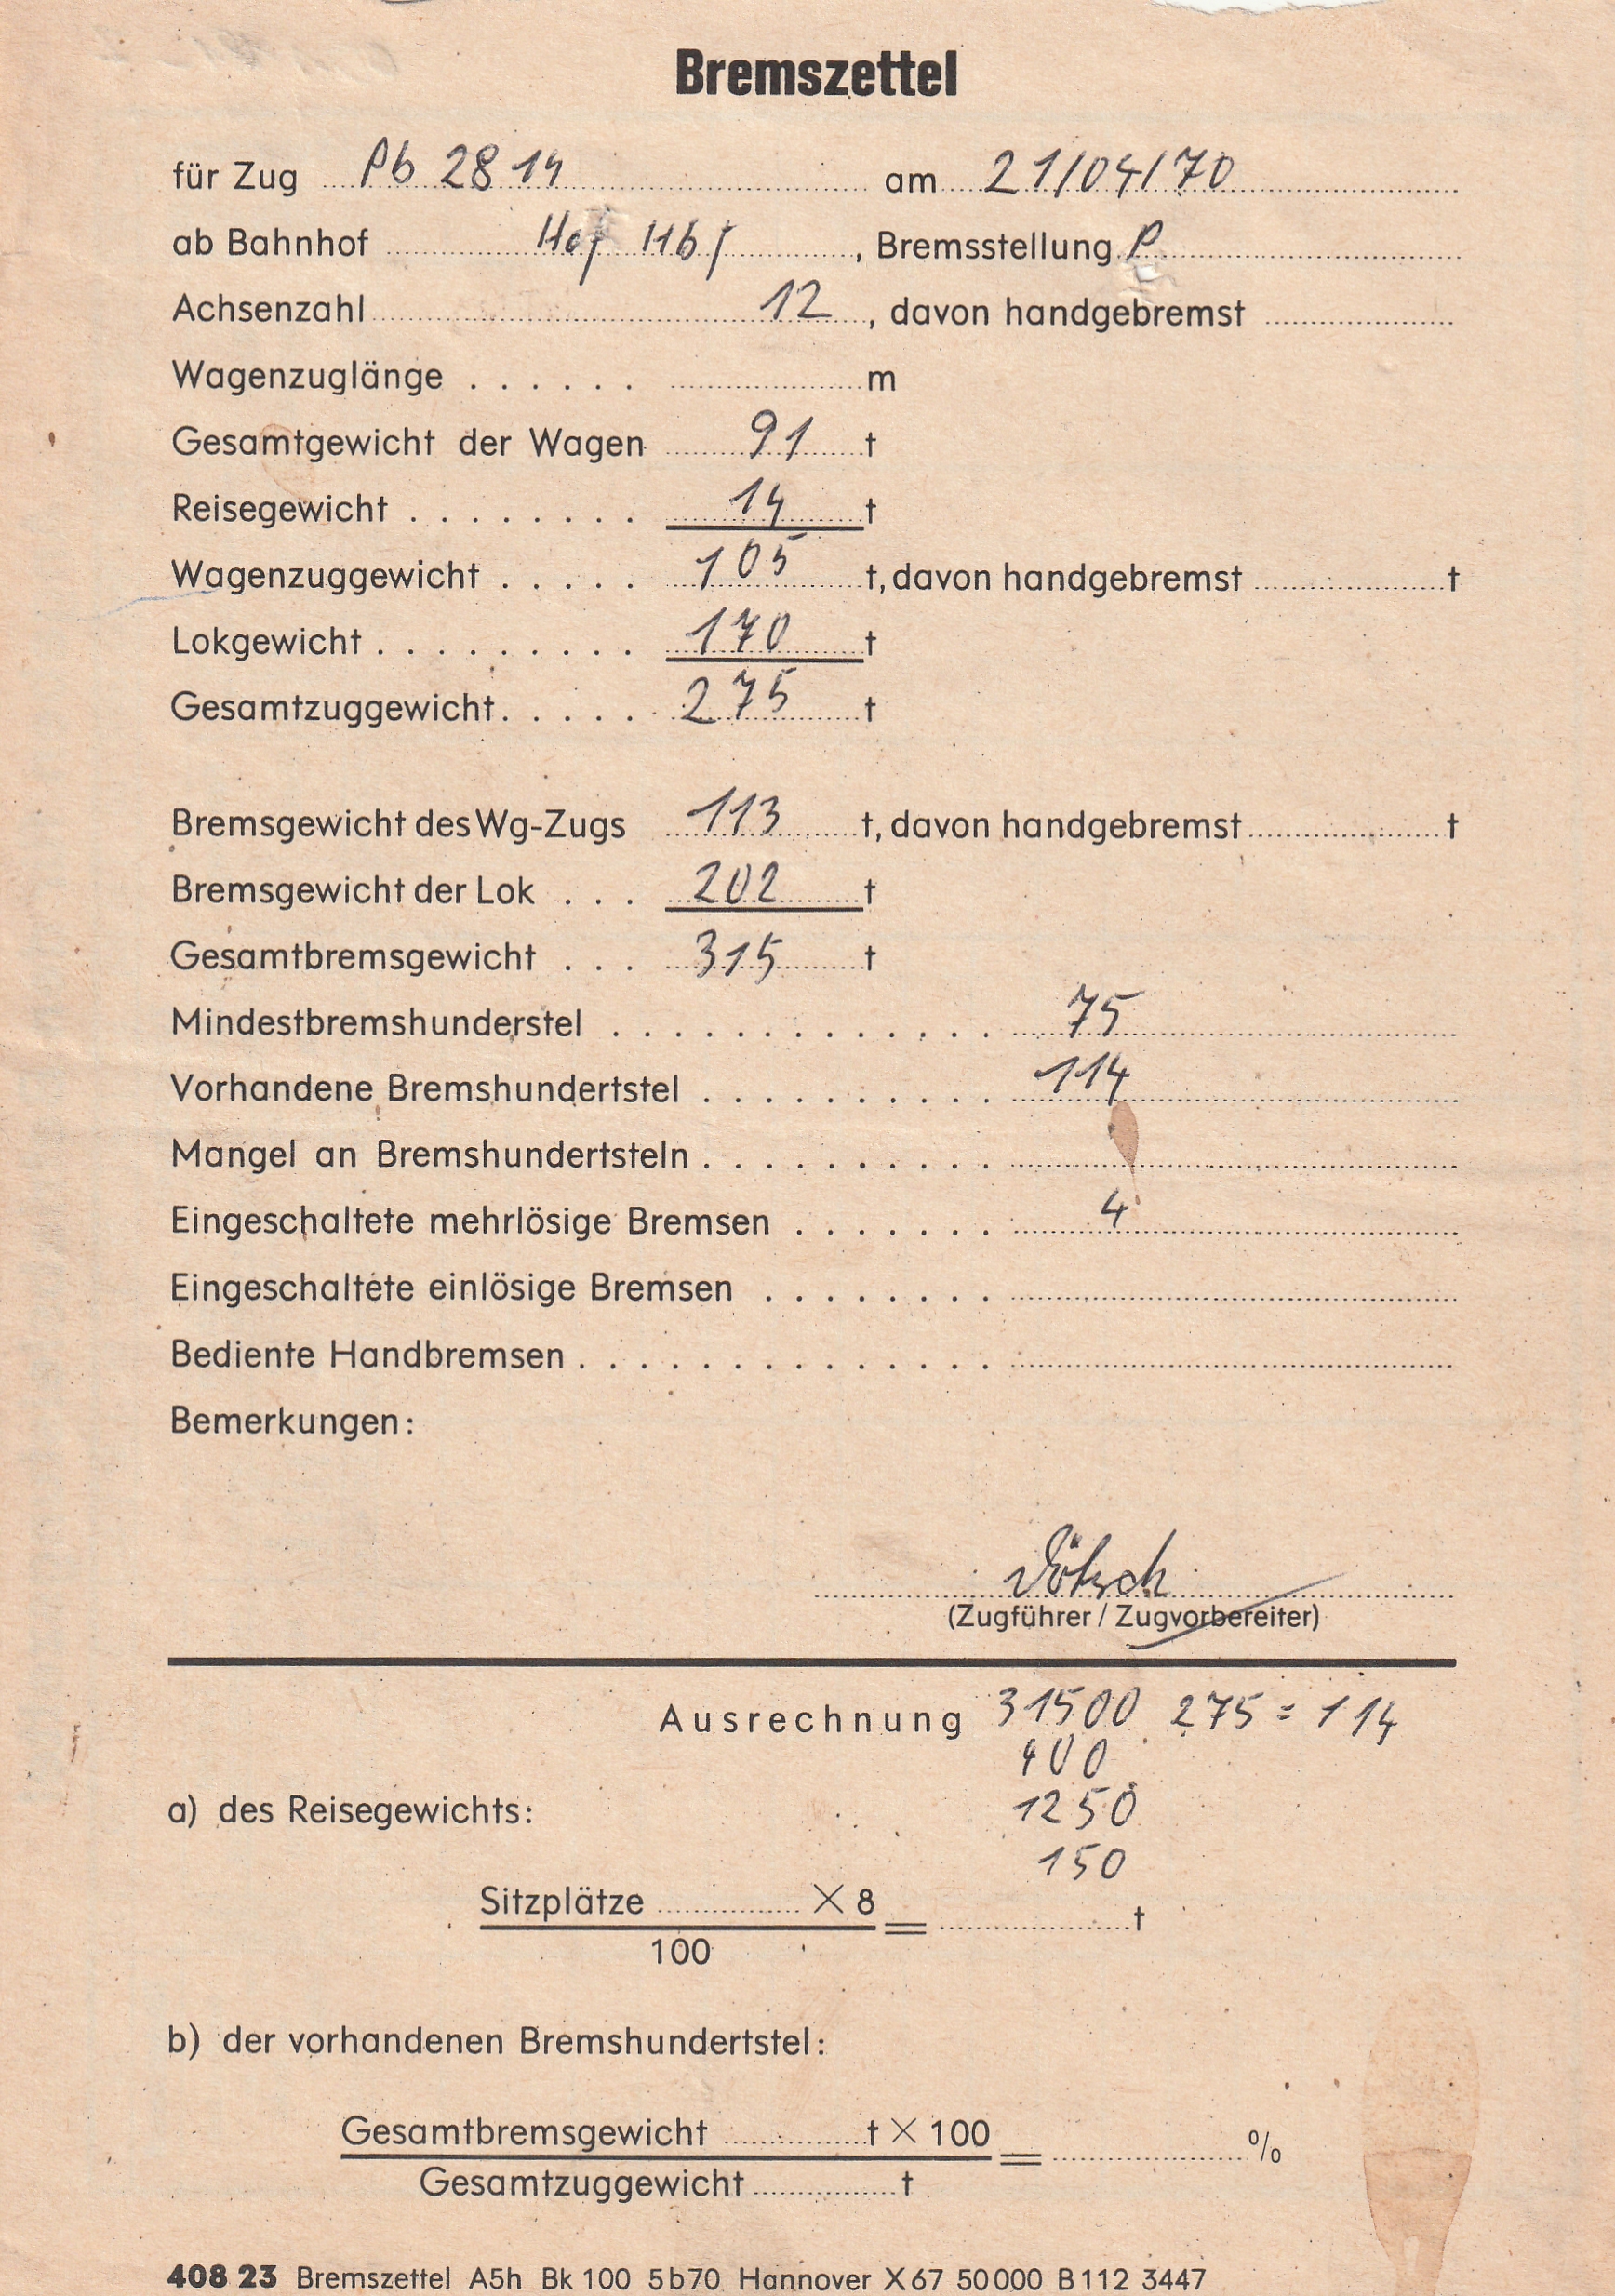 Bremszettel
für Zug Pb 2814 am 21/04/70
ab Bahnhof Hof Hbf, Bremsstellung P
Achsenzahl 12, davon handgebremst
Wagenzuglänge . . . . . . m
Gesamtgewicht der Wagen 91 t
Reisegewicht . . . . . . . . 14 t
Wagenzuggewicht . . . . . 105 t, davon handgebremst t
Lokgewicht . . . . . . . . . 170 t
Gesamtzuggewicht. . . . . 275 t
Bremsgewicht des Wg-Zugs 113 t, davon handgebremst t
Bremsgewicht der Lok . . . 202 t
Gesamtbremsgewicht . . . 315 t
Mindestbremshunderstel . . . . . . . . . . . . . 75
Vorhandene Bremshundertstel . . . . . . . . . . 114
Mangel an Bremshundertsteln . . . . . . . . . .
Eingeschaltete mehrlösige Bremsen . . . . . . . 4
Eingeschaltete einlösige Bremsen . . . . . . . .
Bediente Handbremsen . . . . . . . . . . . . . .
Bemerkungen:
Dötsch
(Zugführer / Zugvorbereiter)
Ausrechnung 31500 : 275 = 114
400
a) des Reisegewichts: 1250
150
Sitzplätze × 8 = t
100
b) der vorhandenen Bremshundertstel:
Gesamtbremsgewicht t × 100 = %
Gesamtzuggewicht t
408 23 Bremszettel A5h Bk 100 5b70 Hannover X67 50000 B112 3447